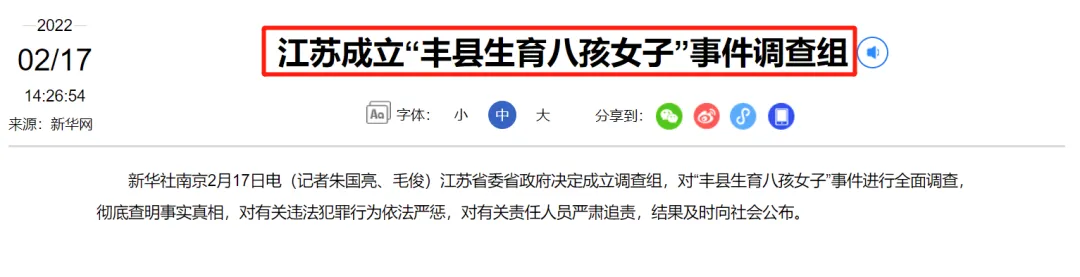 2022
02/17
14:26:54
来源：新华网
江苏成立“丰县生育八孩女子”事件调查组
Aa 字体： 小 中 大 分享到：
新华社南京2月17日电（记者朱国亮、毛俊）江苏省委省政府决定成立调查组，对“丰县生育八孩女子”事件进行全面调查，
彻底查明事实真相，对有关违法犯罪行为依法严惩，对有关责任人员严肃追责，结果及时向社会公布。